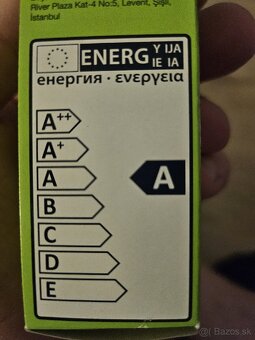 River Plaza Kat-4 No:5, Levent, Şişli,
İstanbul
ENERG Y IJA
IE IA
енергия · ενεργεια
A++
A+
A
A
B
C
D
E
© Bazos.sk